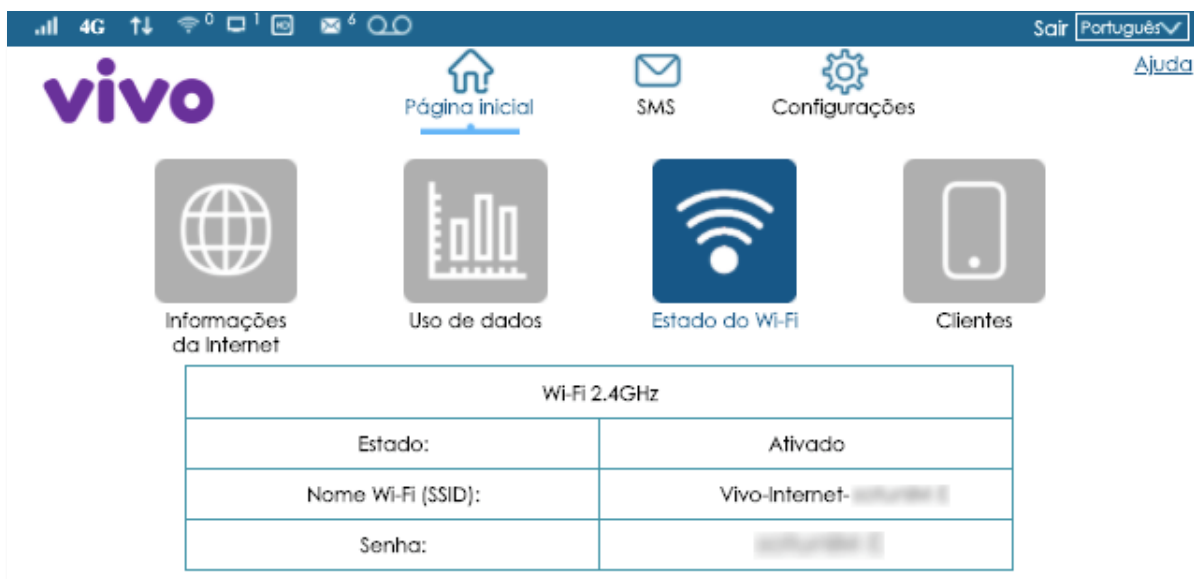 4G 0 1 HD 6 Sair Português
vivo Página inicial SMS Configurações Ajuda
Informações da Internet
Uso de dados
Estado do Wi-Fi
Clientes
Wi-Fi 2.4GHz
Estado: Ativado
Nome Wi-Fi (SSID): Vivo-Internet-
Senha: